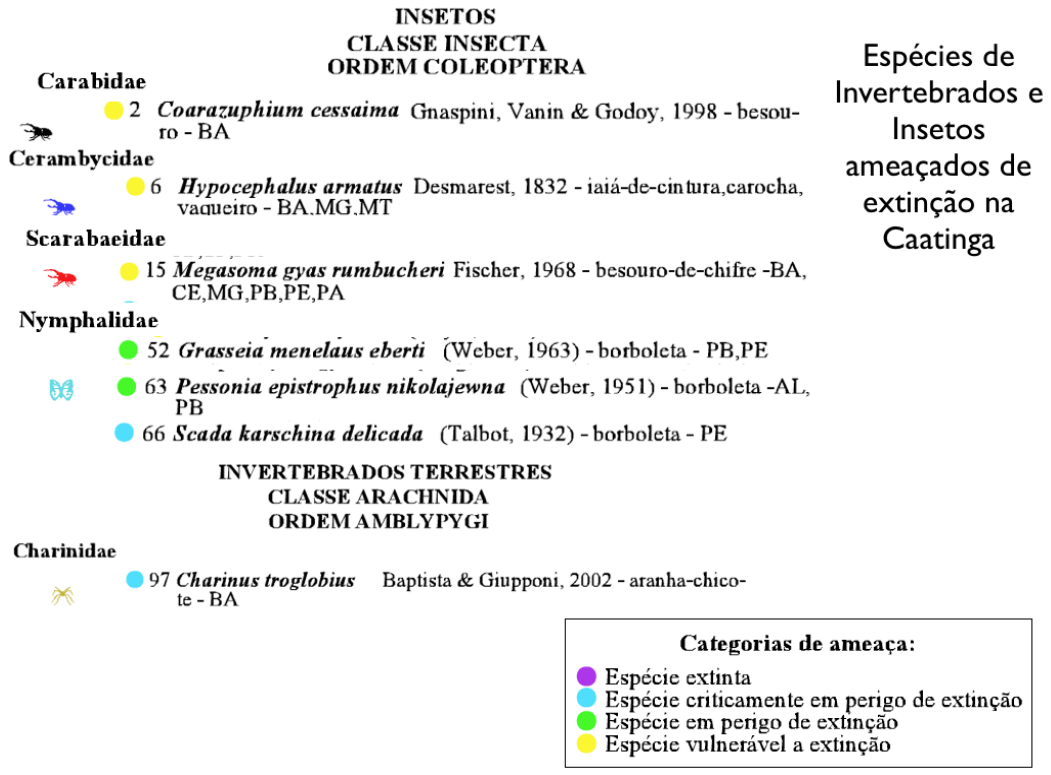 INSETOS
CLASSE INSECTA
ORDEM COLEOPTERA
Espécies de
Invertebrados e
Insetos
ameaçados de
extinção na
Caatinga
Carabidae
2 Coarazuphium cessaima Gnaspini, Vanin & Godoy, 1998 - besou-
ro - BA
Cerambycidae
6 Hypocephalus armatus Desmarest, 1832 - iaiá-de-cintura,carocha,
vaqueiro - BA,MG,MT
Scarabaeidae
15 Megasoma gyas rumbucheri Fischer, 1968 - besouro-de-chifre -BA,
CE,MG,PB,PE,PA
Nymphalidae
52 Grasseia menelaus eberti (Weber, 1963) - borboleta - PB,PE
63 Pessonia epistrophus nikolajewna (Weber, 1951) - borboleta -AL,
PB
66 Scada karschina delicada (Talbot, 1932) - borboleta - PE
INVERTEBRADOS TERRESTRES
CLASSE ARACHNIDA
ORDEM AMBLYPYGI
Charinidae
97 Charinus troglobius Baptista & Giupponi, 2002 - aranha-chico-
te - BA
Categorias de ameaça:
Espécie extinta
Espécie criticamente em perigo de extinção
Espécie em perigo de extinção
Espécie vulnerável a extinção